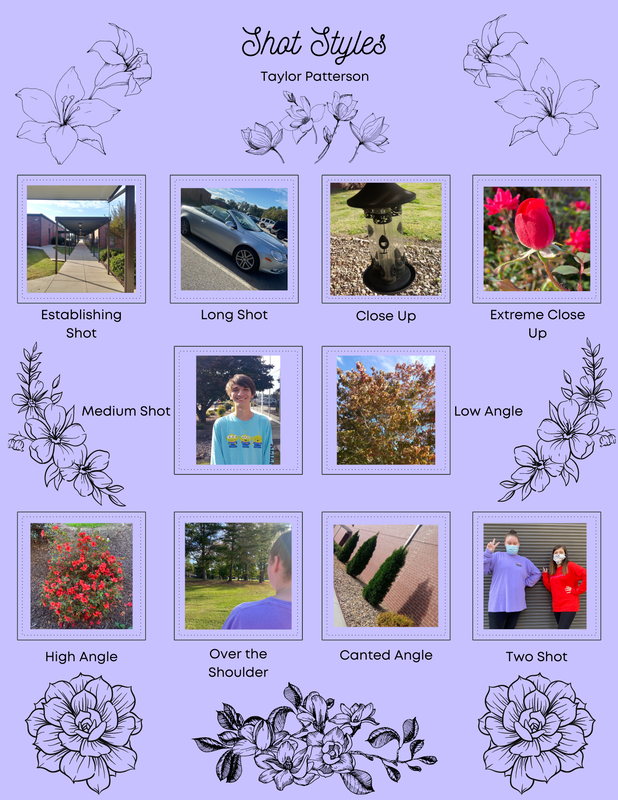 Shot Styles
Taylor Patterson
Establishing
Shot
Long Shot
Close Up
Extreme Close
Up
Medium Shot
Low Angle
High Angle
Over the
Shoulder
Canted Angle
Two Shot